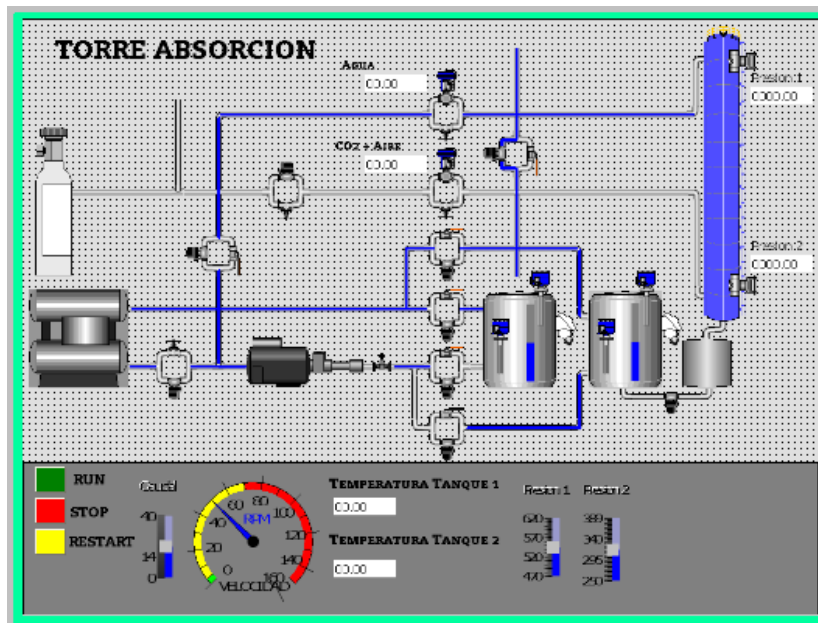 TORRE ABSORCION
AGUA
00.00
Presion 1
0000.00
CO2 + AIRE
00.00
Presion 2
0000.00
RUN
STOP
RESTART
Caudal
40
14
0
0
20
40
60
80
100
120
140
160
RPM
VELOCIDAD
TEMPERATURA TANQUE 1
00.00
TEMPERATURA TANQUE 2
00.00
Presion 1
620
570
520
470
Presion 2
389
340
295
250